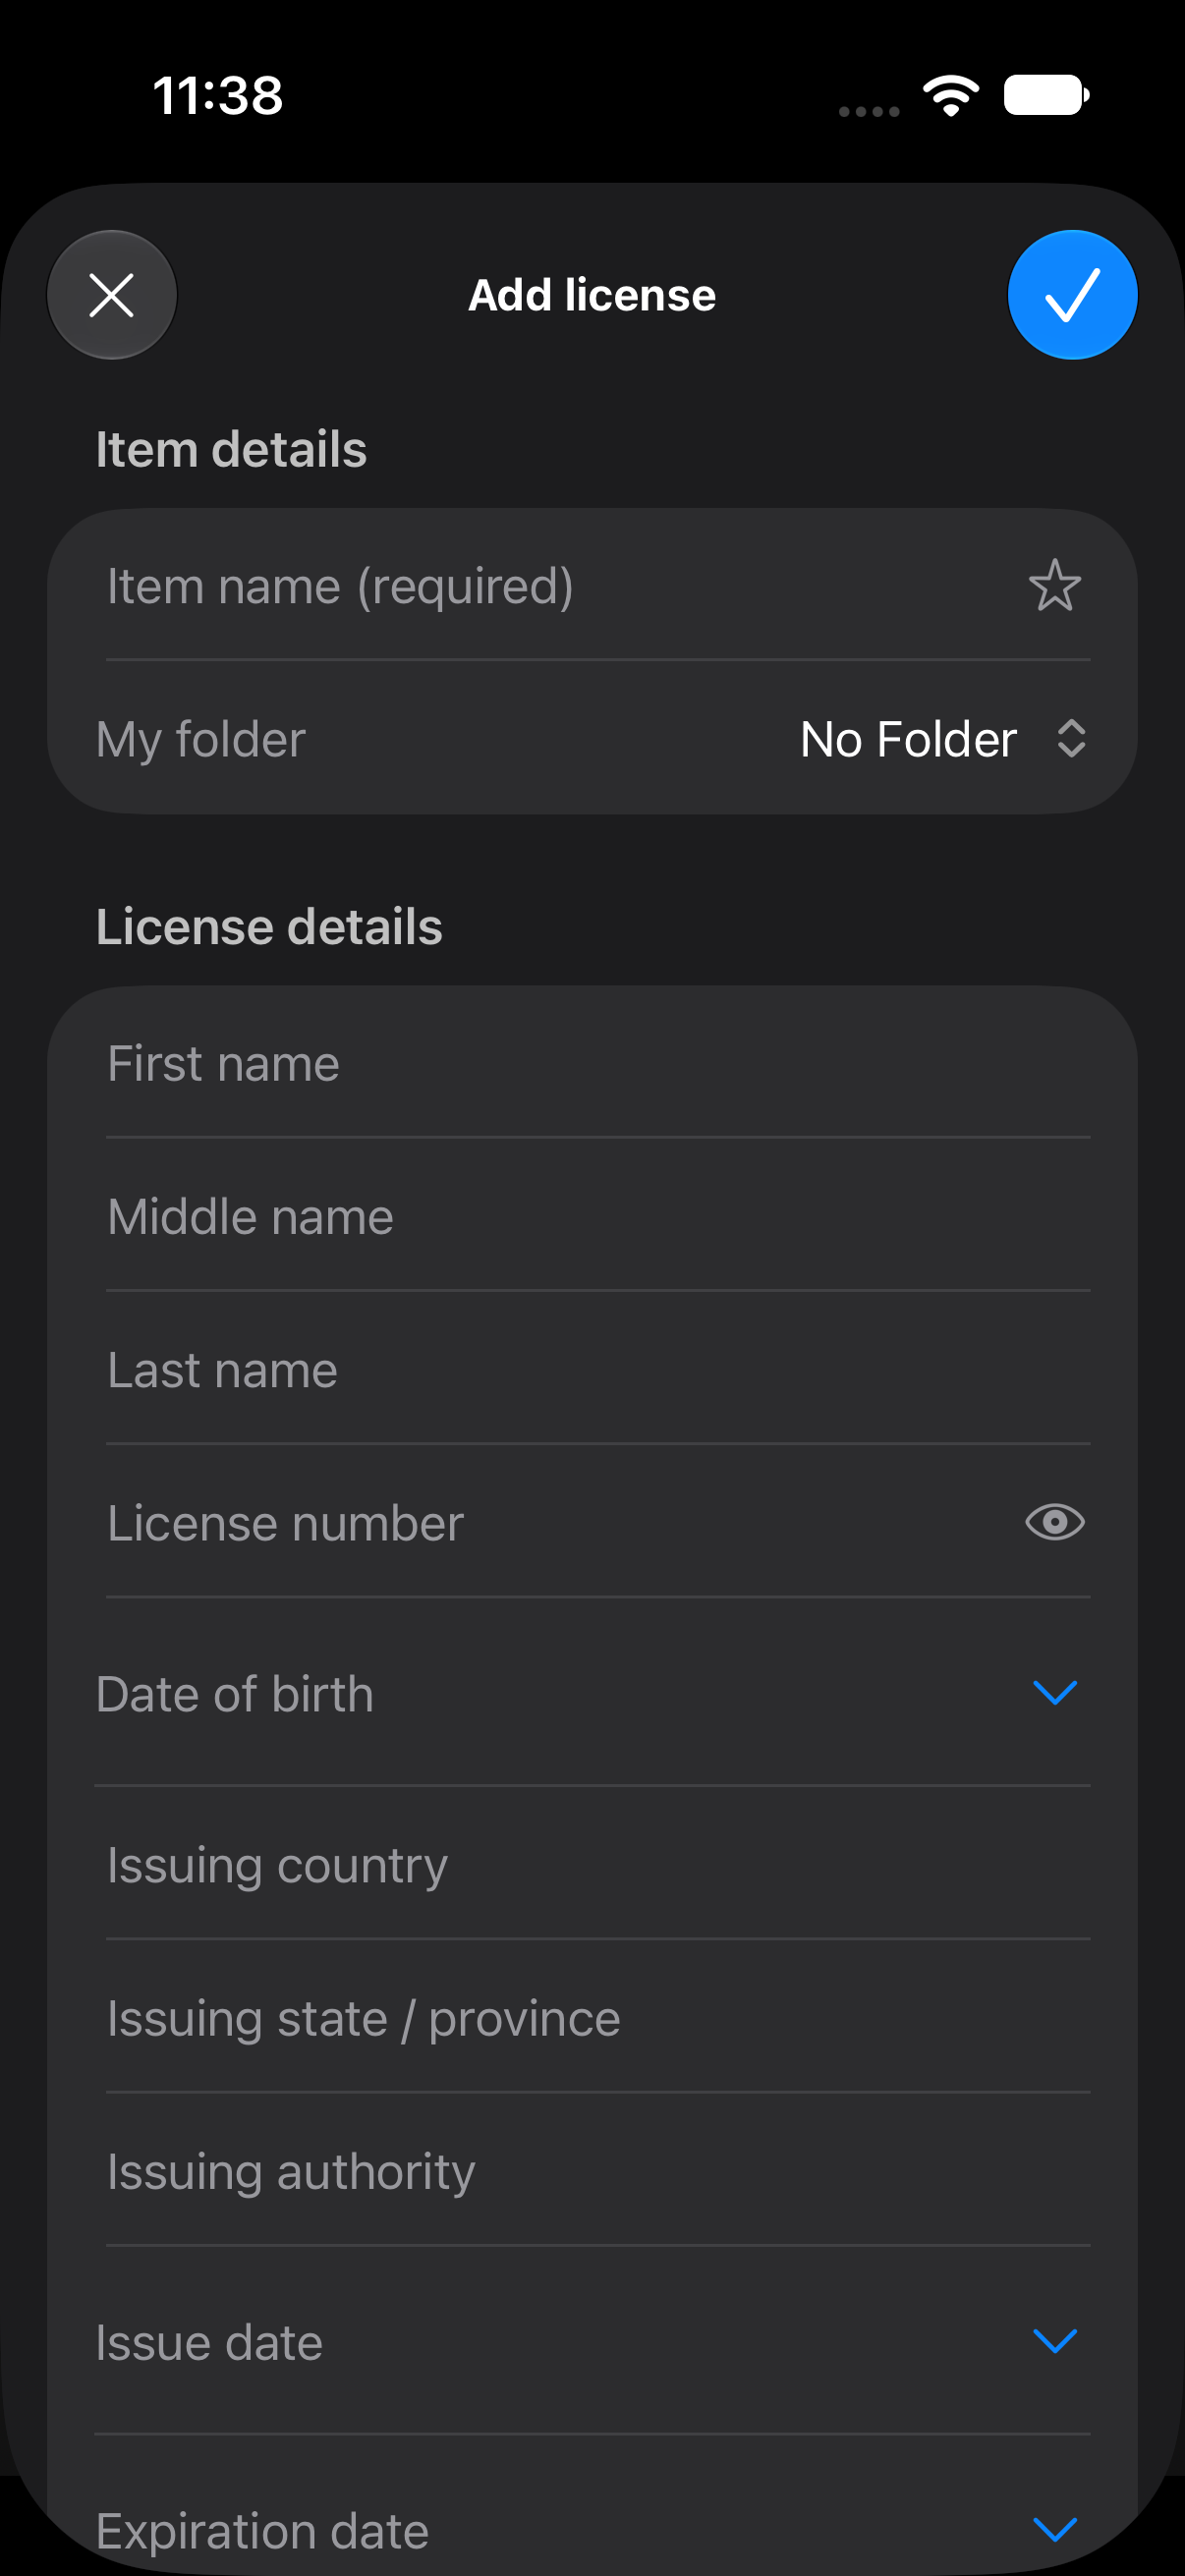 11:38
Add license
Item details
Item name (required)
My folder No Folder
License details
First name
Middle name
Last name
License number
Date of birth
Issuing country
Issuing state / province
Issuing authority
Issue date
Expiration date